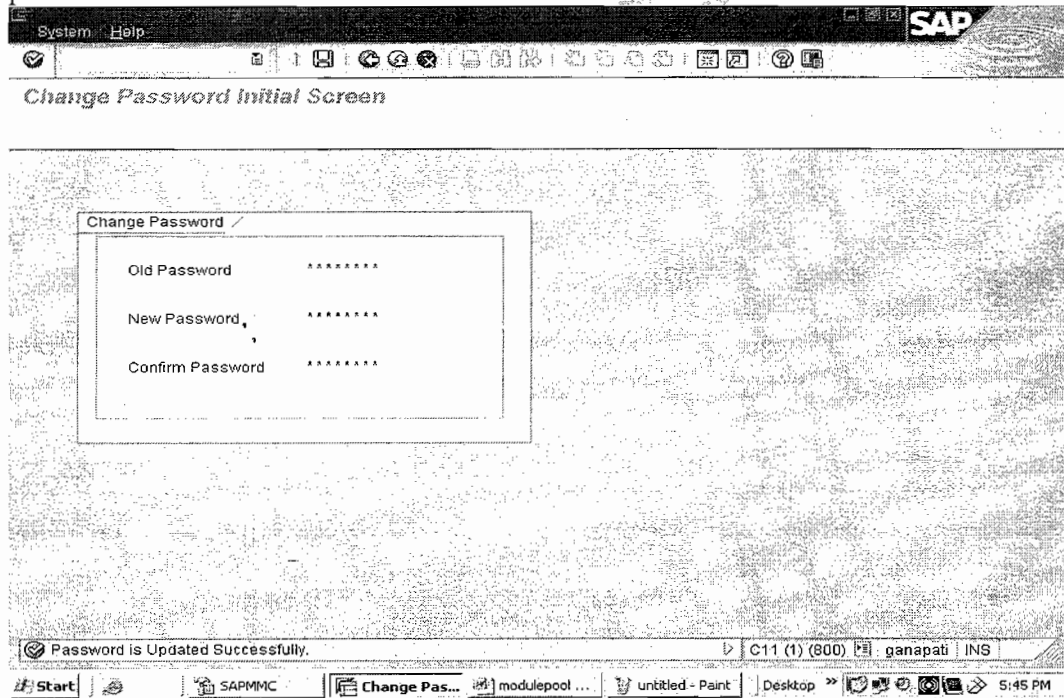 System Help
SAP
Change Password Initial Screen
Change Password
Old Password ********
New Password ********
Confirm Password ********
Password is Updated Successfully. C11 (1) (800) ganapati INS
Start SAPMMC Change Pas... modulepool ... untitled - Paint Desktop » 5:45 PM